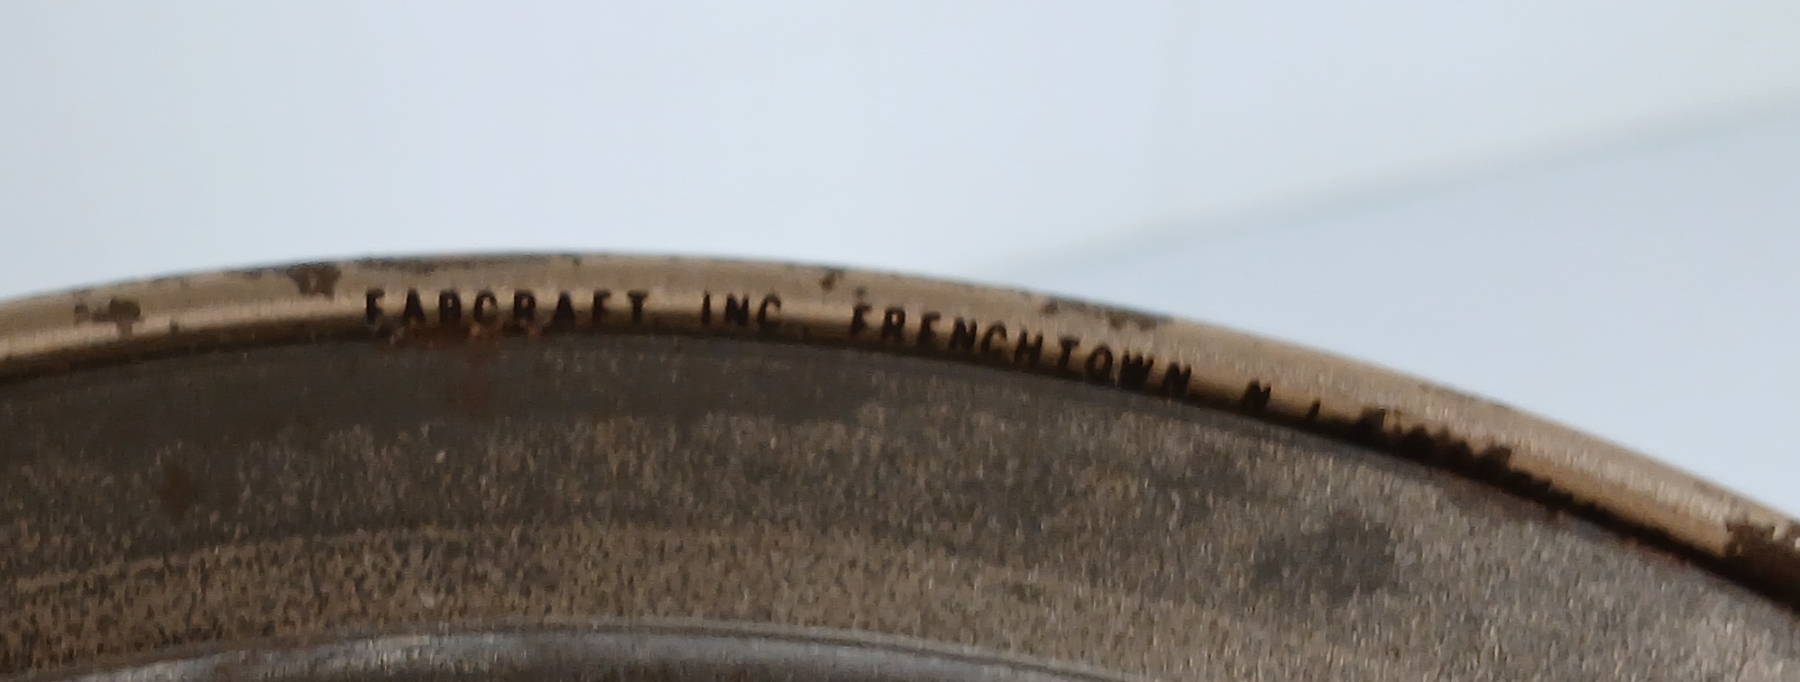 FABCRAFT INC. FRENCHTOWN N.J.